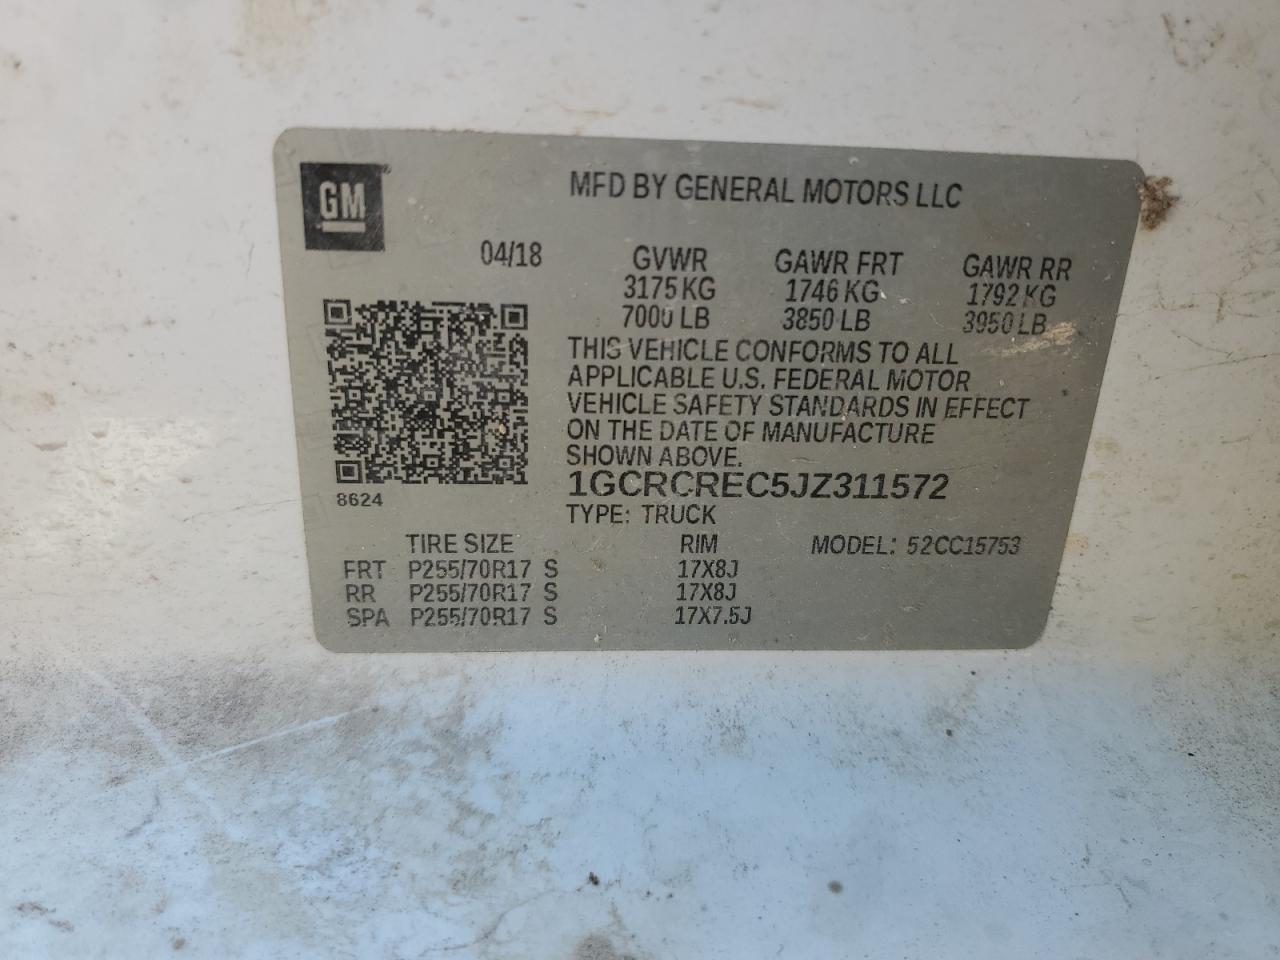 GM
MFD BY GENERAL MOTORS LLC
04/18 GVWR GAWR FRT GAWR RR
3175 KG 1746 KG 1792 KG
7000 LB 3850 LB 3950 LB
THIS VEHICLE CONFORMS TO ALL
APPLICABLE U.S. FEDERAL MOTOR
VEHICLE SAFETY STANDARDS IN EFFECT
ON THE DATE OF MANUFACTURE
SHOWN ABOVE.
1GCRCREC5JZ311572
8624
TYPE: TRUCK
TIRE SIZE RIM MODEL: 52CC15753
FRT P255/70R17 S 17X8J
RR P255/70R17 S 17X8J
SPA P255/70R17 S 17X7.5J